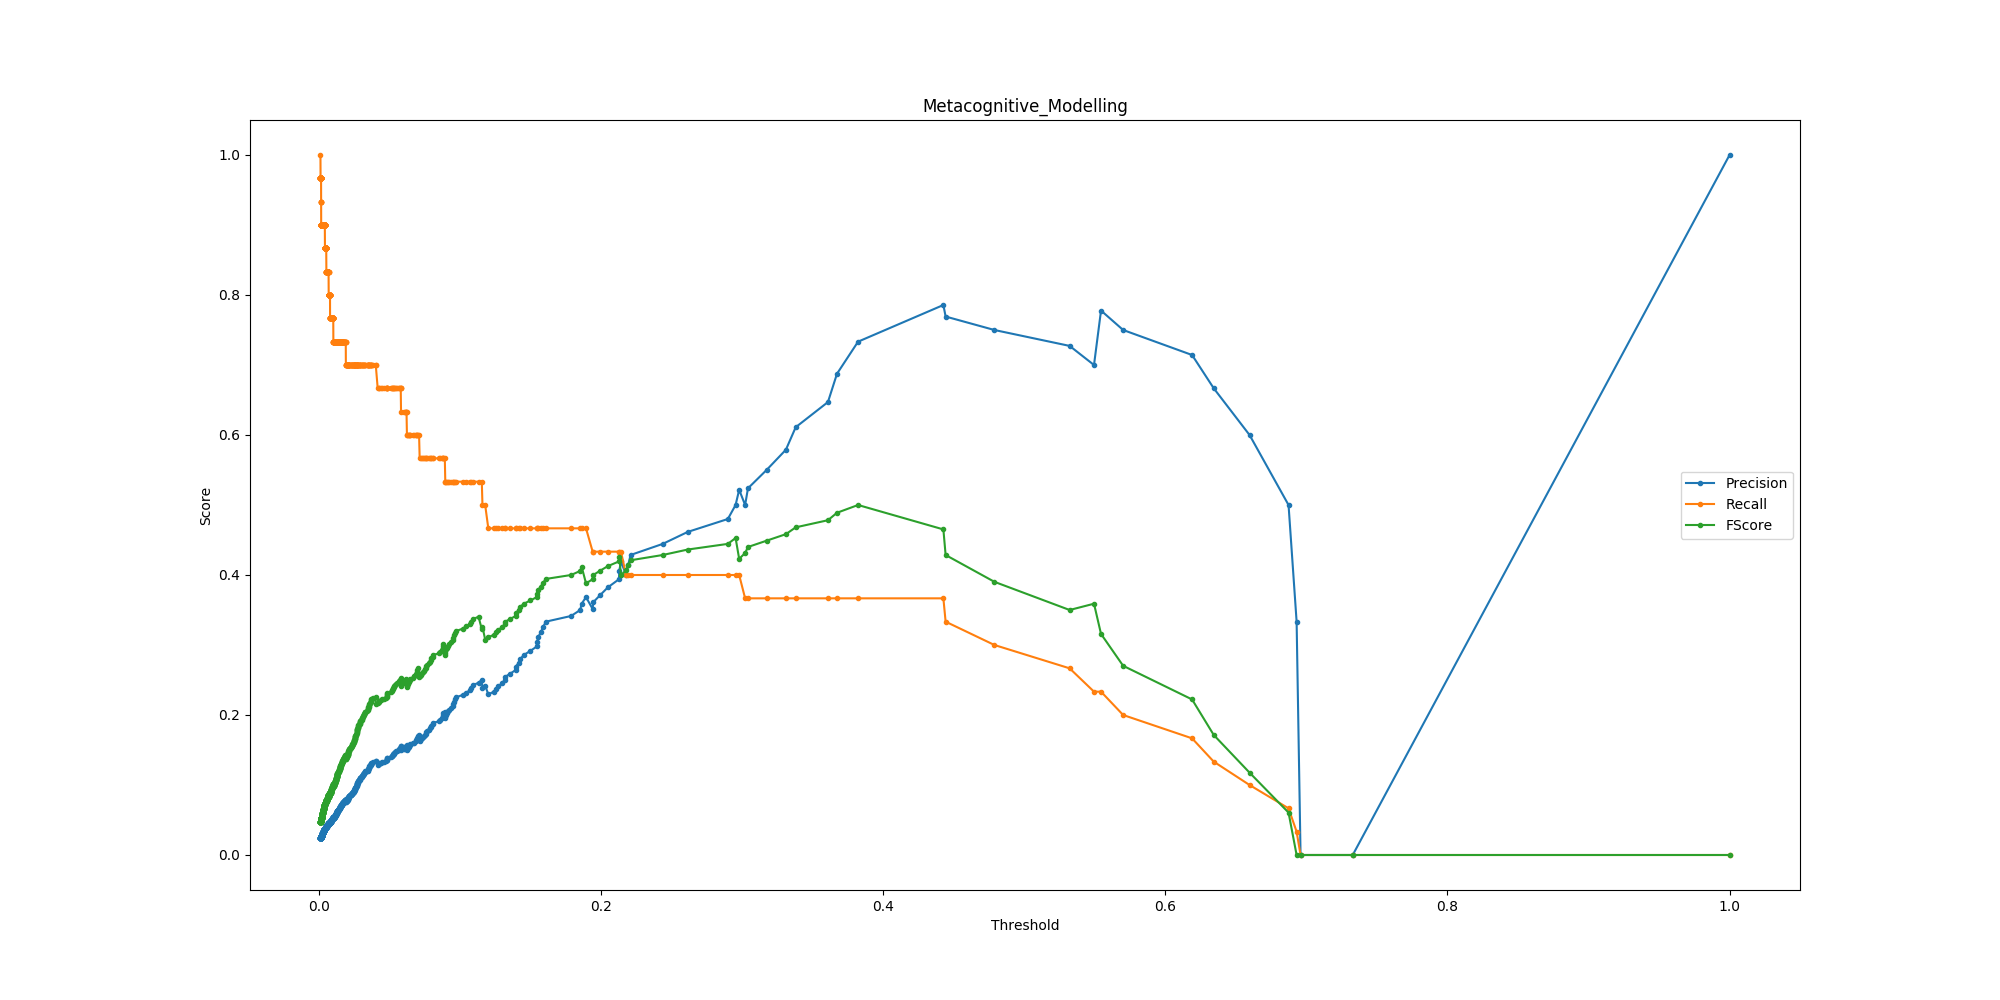 Metacognitive_Modelling
1.0
0.8
0.6
0.4
0.2
0.0
Score
Precision
Recall
FScore
0.0 0.2 0.4 0.6 0.8 1.0
Threshold